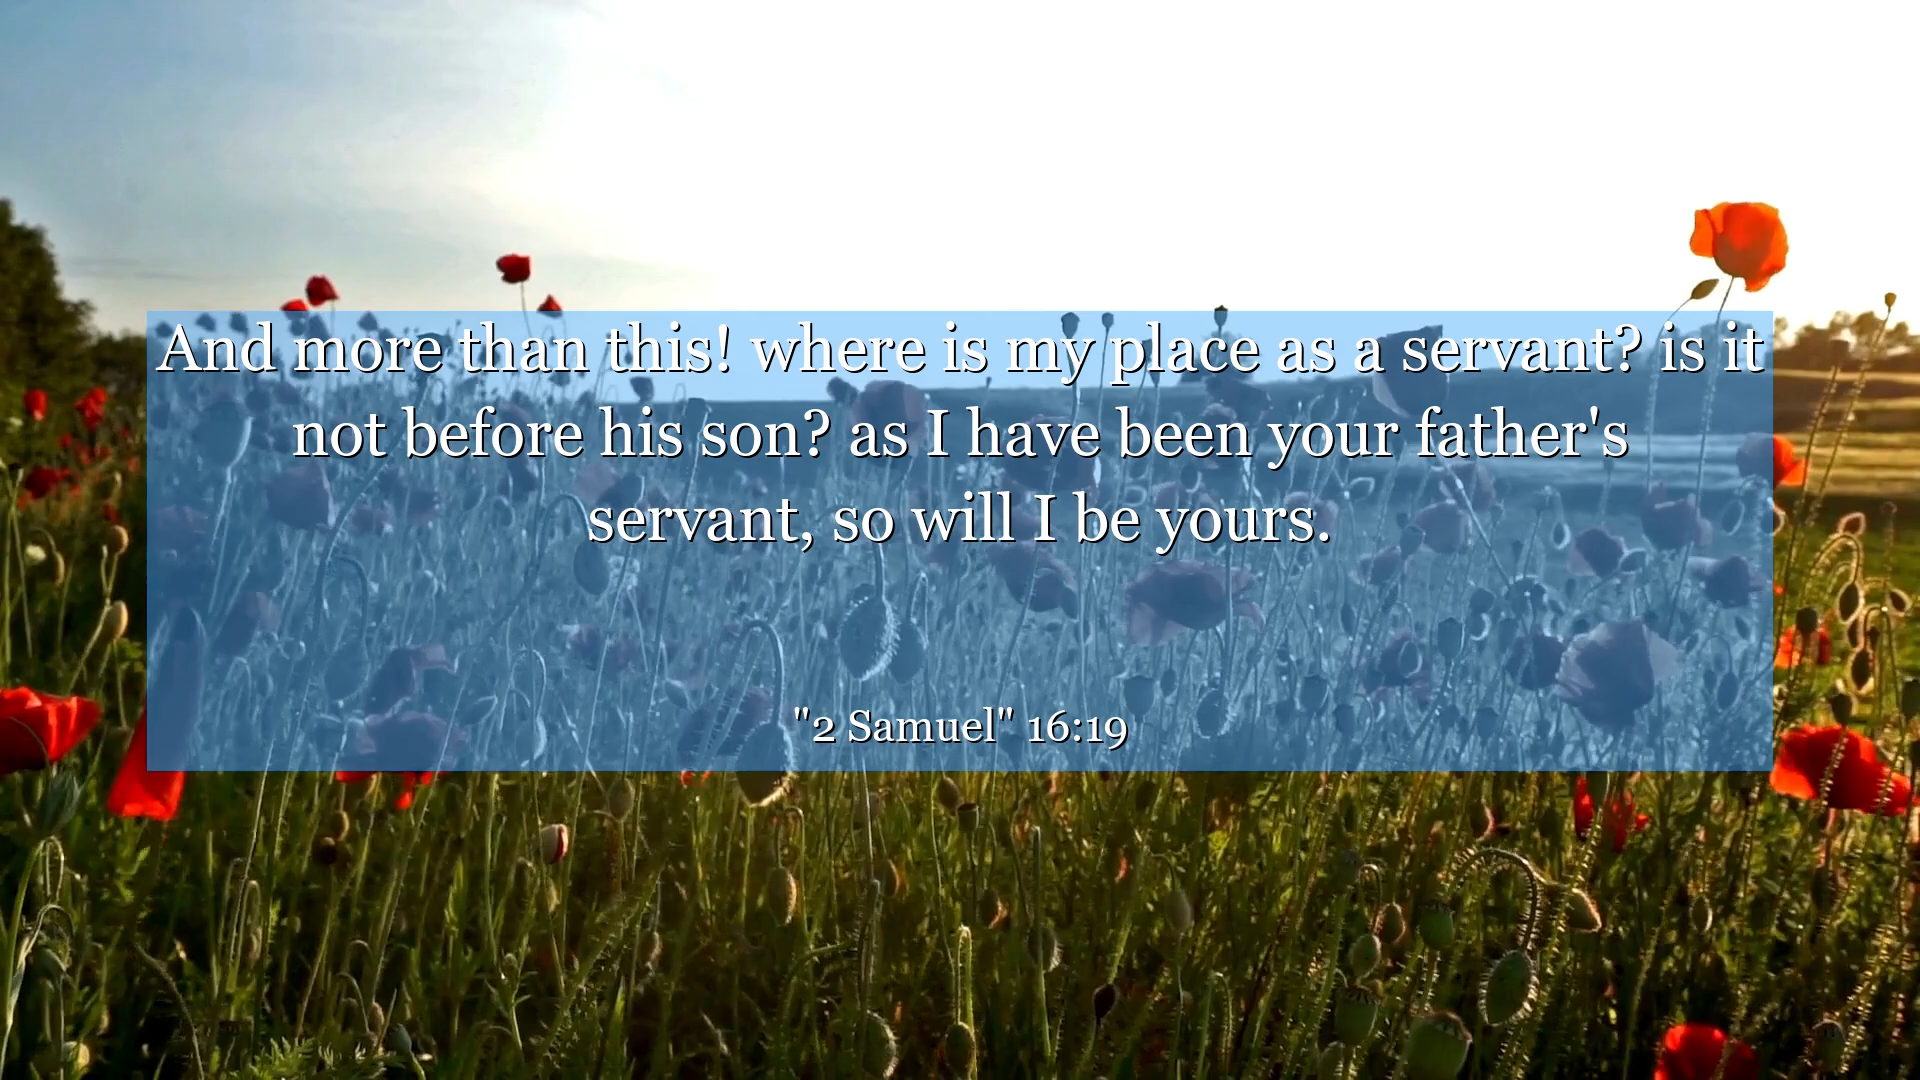 And more than this! where is my place as a servant? is it
not before his son? as I have been your father's
servant, so will I be yours.
"2 Samuel" 16:19